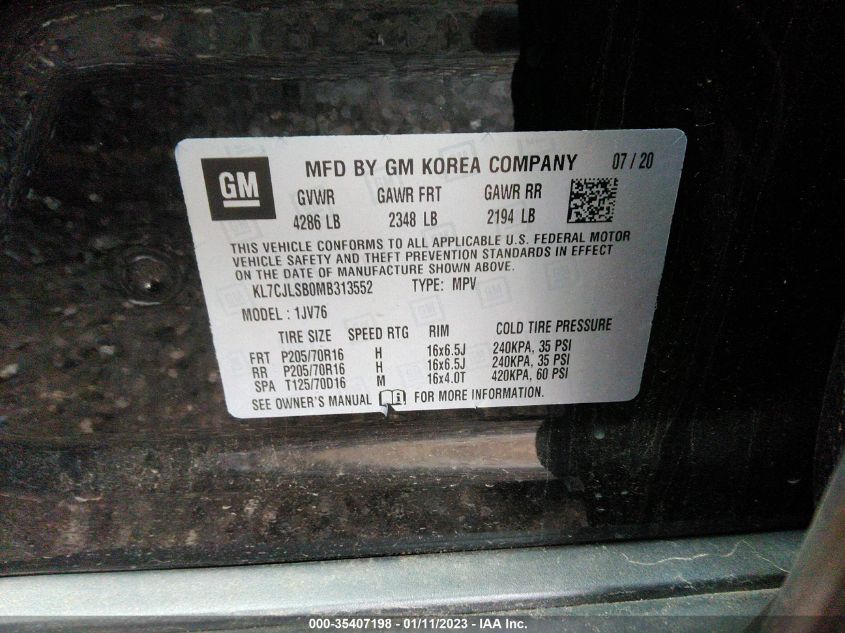 GM
MFD BY GM KOREA COMPANY 07 / 20
GVWR GAWR FRT GAWR RR
4286 LB 2348 LB 2194 LB
THIS VEHICLE CONFORMS TO ALL APPLICABLE U.S. FEDERAL MOTOR
VEHICLE SAFETY AND THEFT PREVENTION STANDARDS IN EFFECT
ON THE DATE OF MANUFACTURE SHOWN ABOVE.
KL7CJLSB0MB313552 TYPE: MPV
MODEL : 1JV76
TIRE SIZE SPEED RTG RIM COLD TIRE PRESSURE
FRT P205/70R16 H 16x6.5J 240KPA, 35 PSI
RR P205/70R16 H 16x6.5J 240KPA, 35 PSI
SPA T125/70D16 M 16x4.0T 420KPA, 60 PSI
SEE OWNER'S MANUAL FOR MORE INFORMATION.
000-35407198 - 01/11/2023 - IAA Inc.